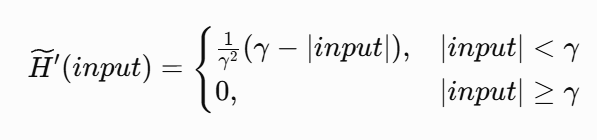 H̃′(input) = { 1/γ² (γ − |input|), |input| < γ
0, |input| ≥ γ